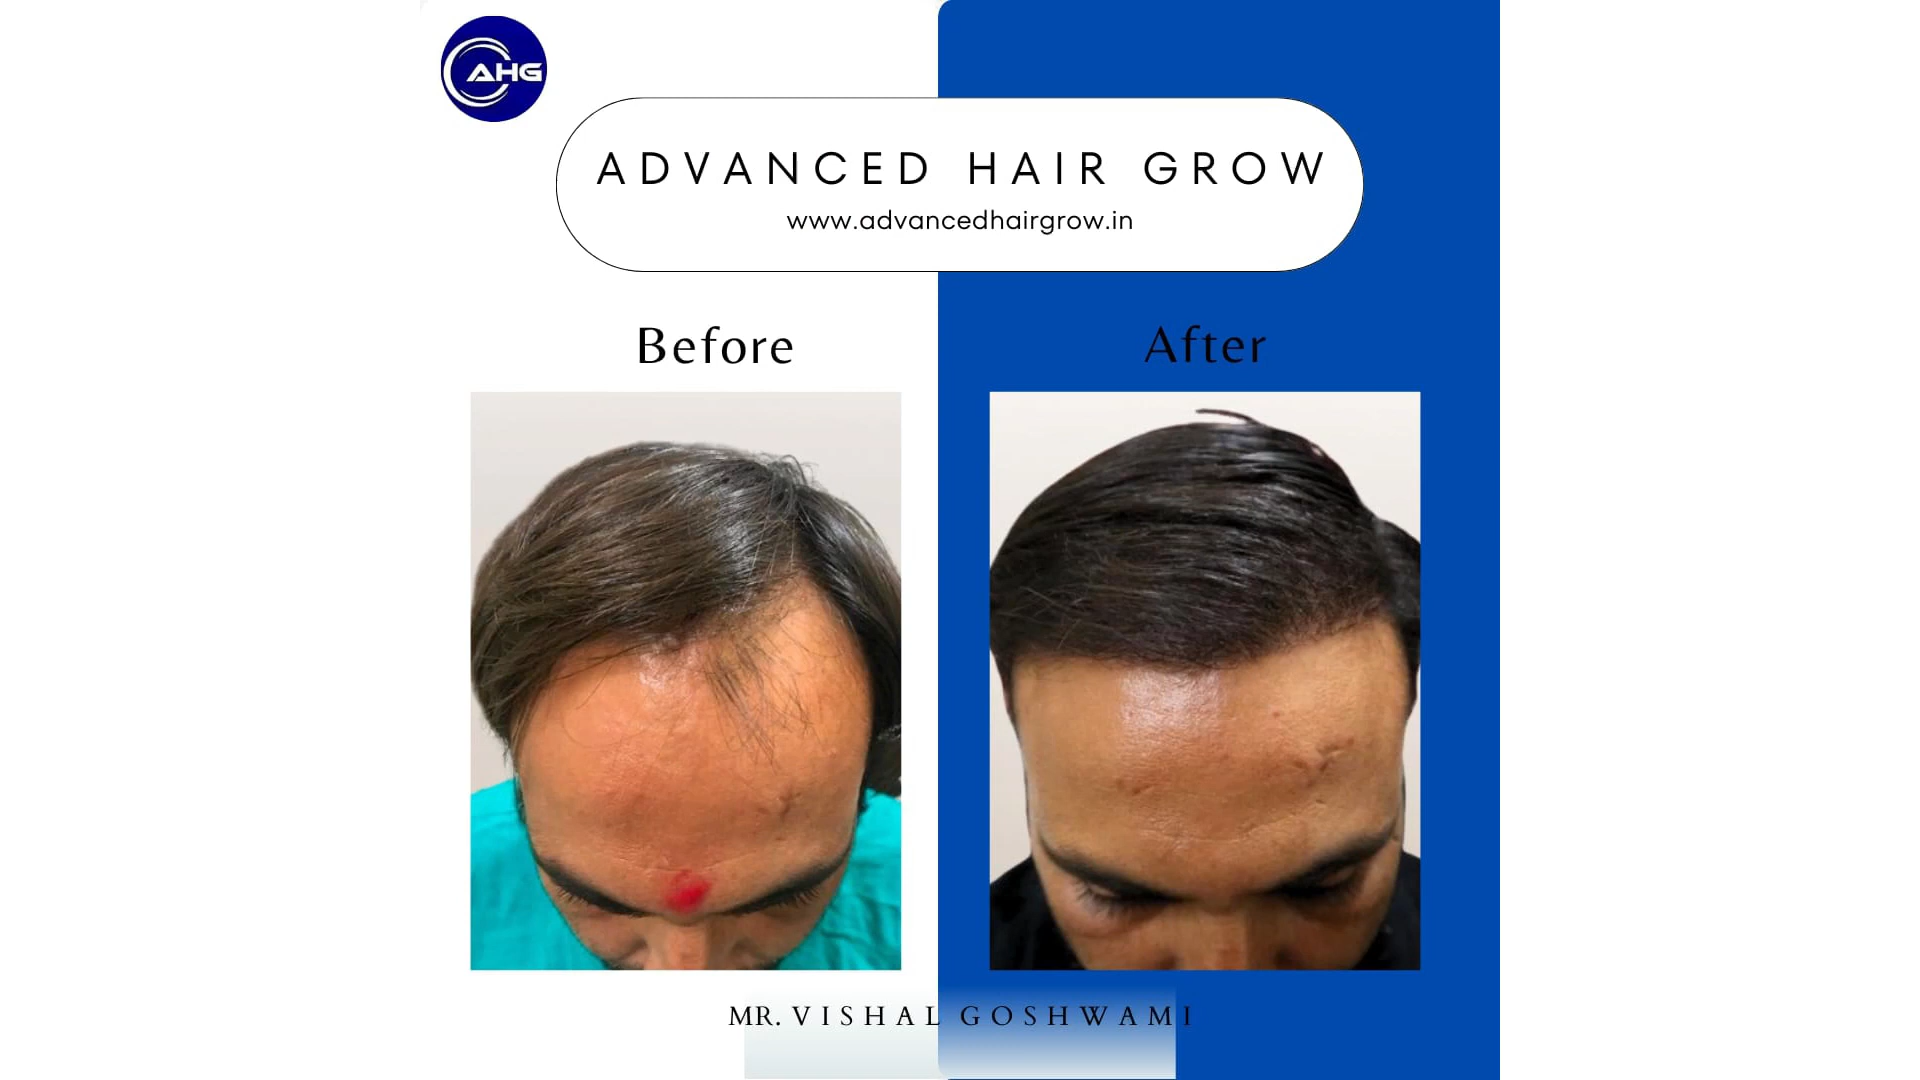 AHG
ADVANCED HAIR GROW
www.advancedhairgrow.in
Before
After
MR. VISHAL GOSHWAMI